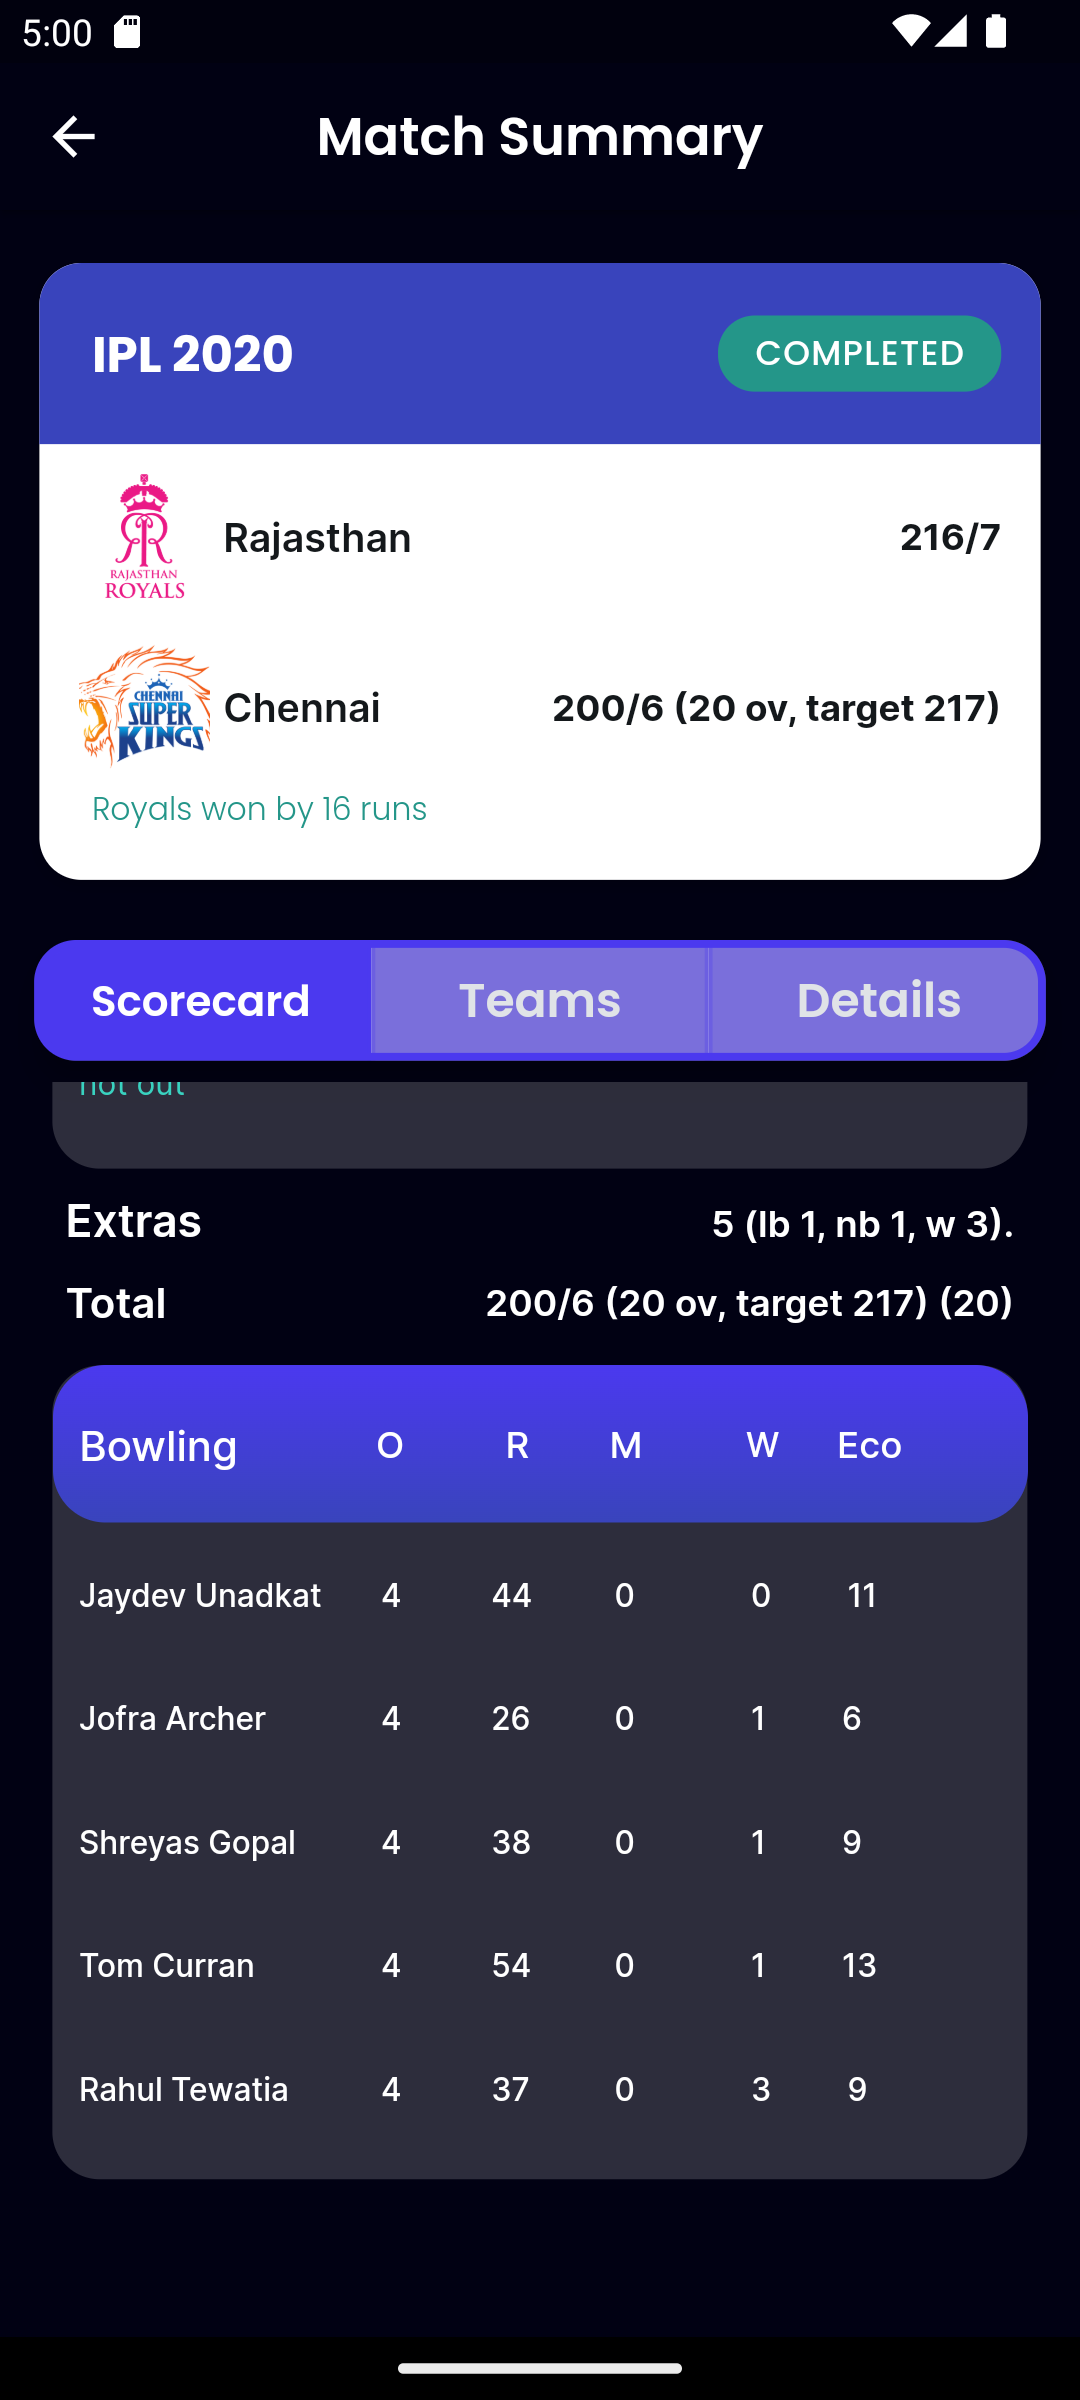 5:00
Match Summary
IPL 2020 COMPLETED
RAJASTHAN
ROYALS
Rajasthan 216/7
CHENNAI
SUPER
KINGS
Chennai 200/6 (20 ov, target 217)
Royals won by 16 runs
Scorecard Teams Details
not out
Extras 5 (lb 1, nb 1, w 3).
Total 200/6 (20 ov, target 217) (20)
Bowling O R M W Eco
Jaydev Unadkat 4 44 0 0 11
Jofra Archer 4 26 0 1 6
Shreyas Gopal 4 38 0 1 9
Tom Curran 4 54 0 1 13
Rahul Tewatia 4 37 0 3 9